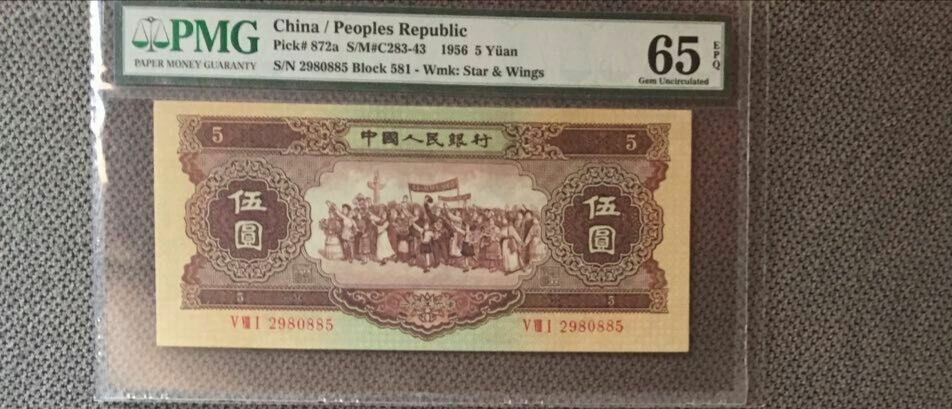 PMG
PAPER MONEY GUARANTY
China / Peoples Republic
Pick# 872a S/M#C283-43 1956 5 Yüan
S/N 2980885 Block 581 - Wmk: Star & Wings
65 EPQ
Gem Uncirculated
5 中國人民銀行 5
伍圓
伍圓
5 5
V VIII I 2980885 V VIII I 2980885